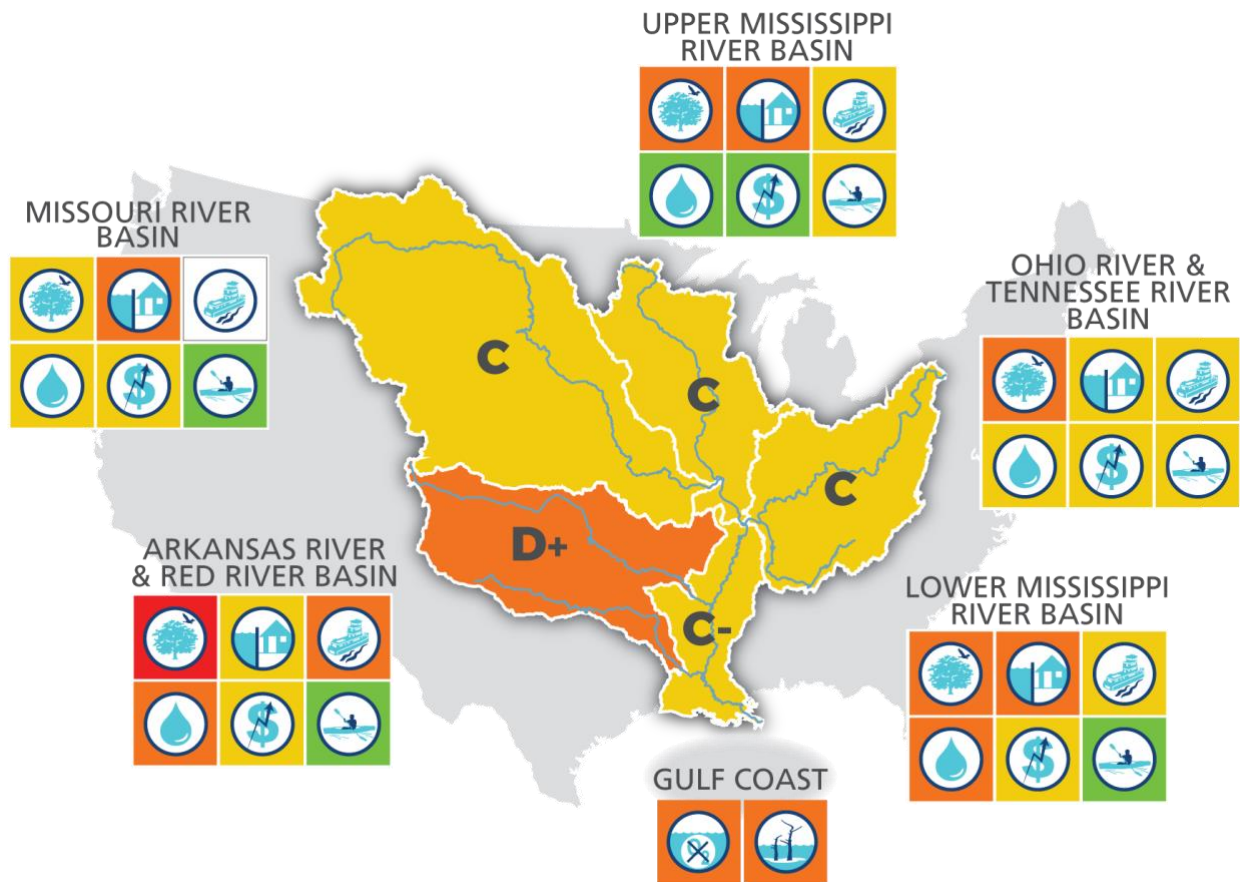 UPPER MISSISSIPPI
RIVER BASIN
MISSOURI RIVER
BASIN
OHIO RIVER &
TENNESSEE RIVER
BASIN
C
C
C
D+
C-
ARKANSAS RIVER
& RED RIVER BASIN
LOWER MISSISSIPPI
RIVER BASIN
GULF COAST
$
$
$
$
$
O2